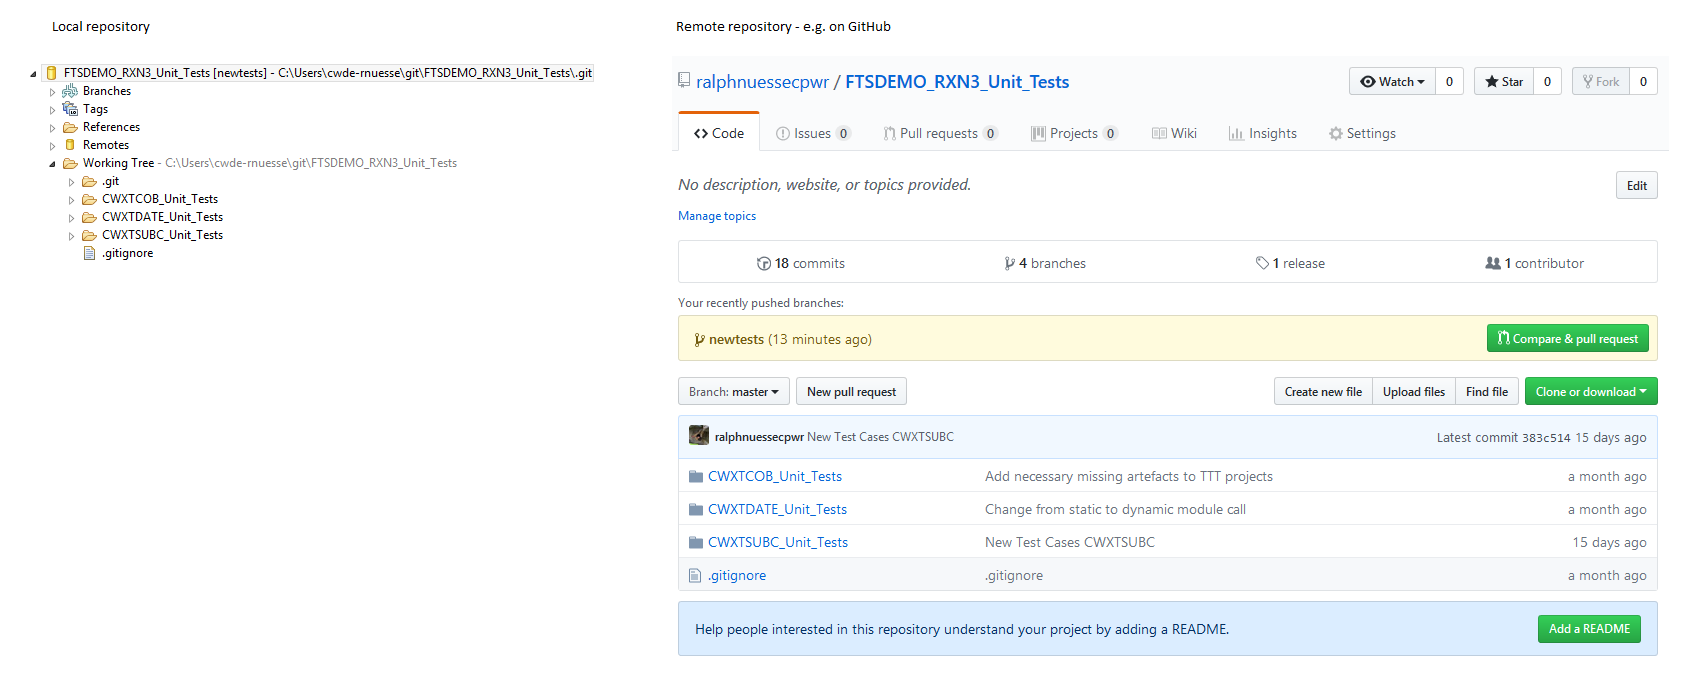 Local repository
Remote repository - e.g. on GitHub
FTSDEMO_RXN3_Unit_Tests [newtests] - C:\Users\cwde-rnuesse\git\FTSDEMO_RXN3_Unit_Tests\.git
Branches
Tags
References
Remotes
Working Tree - C:\Users\cwde-rnuesse\git\FTSDEMO_RXN3_Unit_Tests
.git
CWXTCOB_Unit_Tests
CWXTDATE_Unit_Tests
CWXTSUBC_Unit_Tests
.gitignore
ralphnuessecpwr / FTSDEMO_RXN3_Unit_Tests
Watch 0 Star 0 Fork 0
<> Code Issues 0 Pull requests 0 Projects 0 Wiki Insights Settings
No description, website, or topics provided. Edit
Manage topics
18 commits 4 branches 1 release 1 contributor
Your recently pushed branches:
newtests (13 minutes ago) Compare & pull request
Branch: master New pull request Create new file Upload files Find file Clone or download
ralphnuessecpwr New Test Cases CWXTSUBC Latest commit 383c514 15 days ago
CWXTCOB_Unit_Tests Add necessary missing artefacts to TTT projects a month ago
CWXTDATE_Unit_Tests Change from static to dynamic module call a month ago
CWXTSUBC_Unit_Tests New Test Cases CWXTSUBC 15 days ago
.gitignore .gitignore a month ago
Help people interested in this repository understand your project by adding a README. Add a README